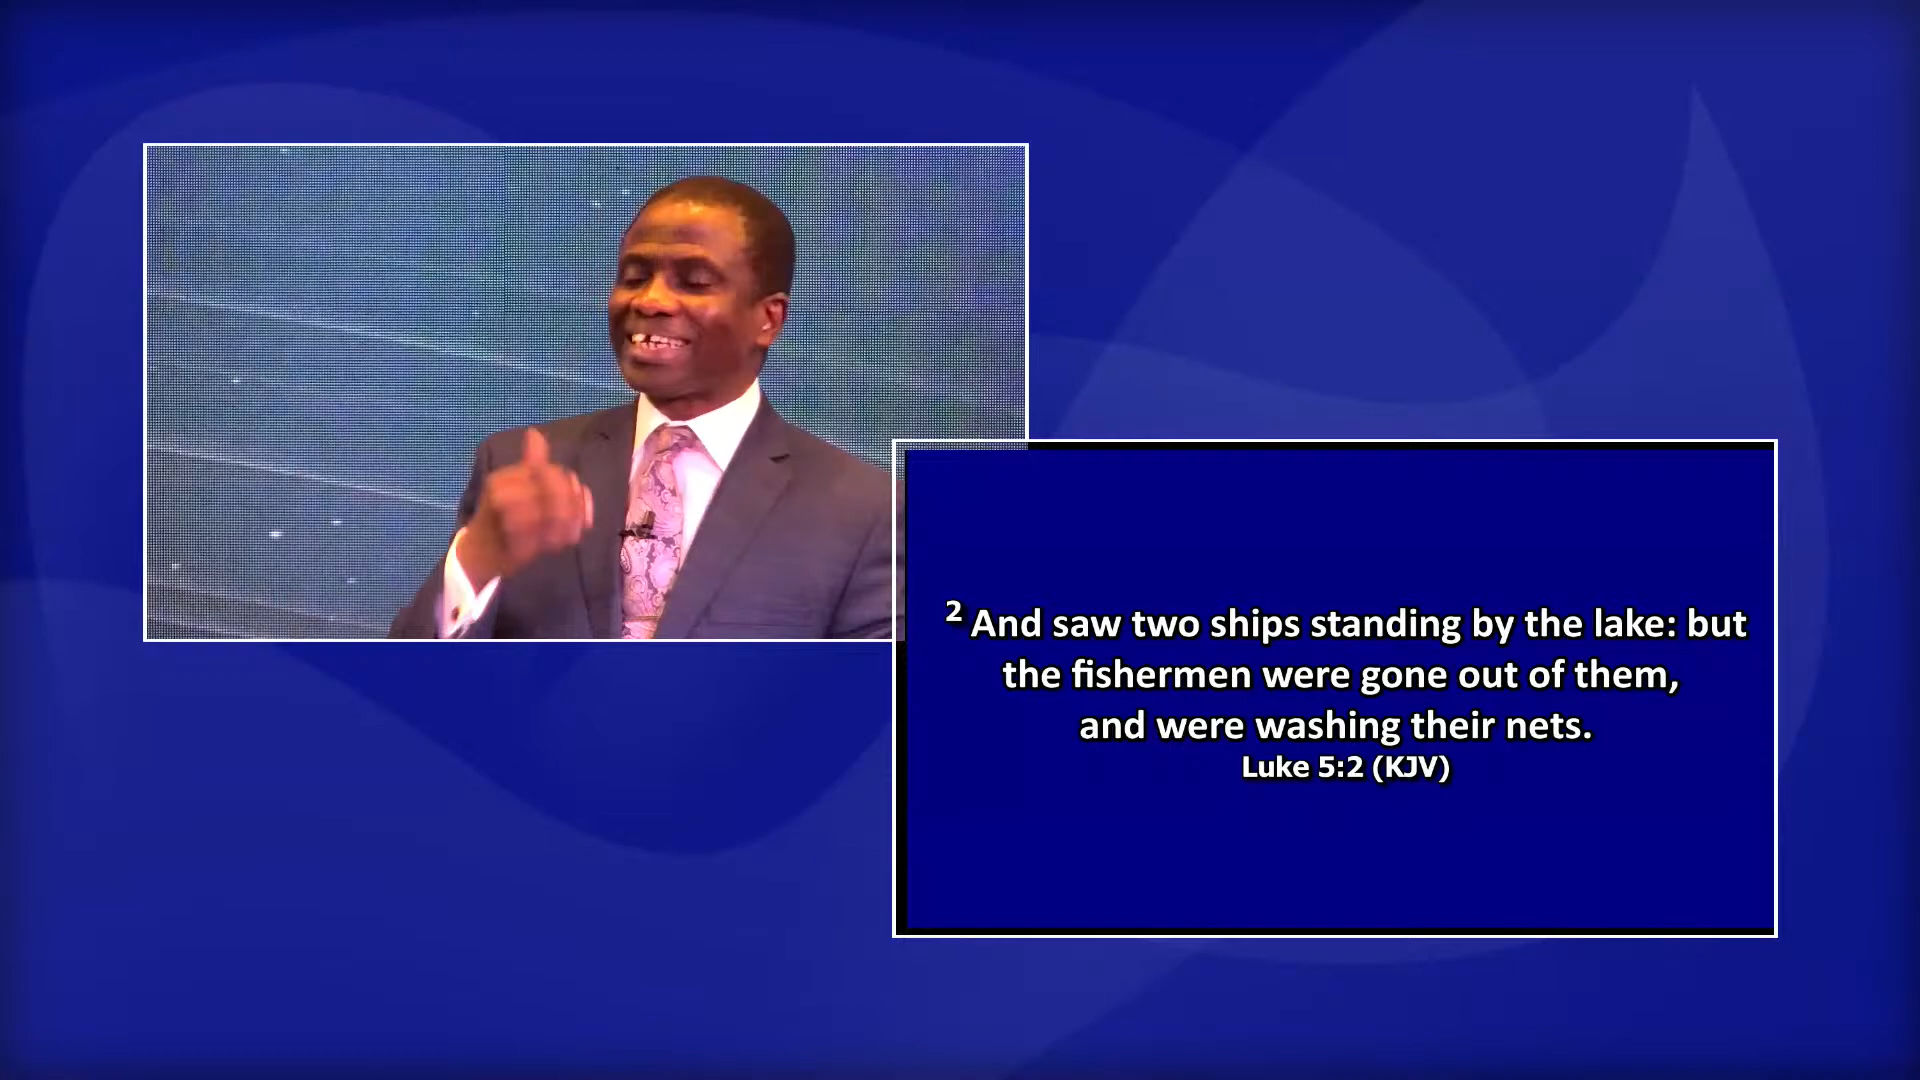 2 And saw two ships standing by the lake: but
the fishermen were gone out of them,
and were washing their nets.
Luke 5:2 (KJV)